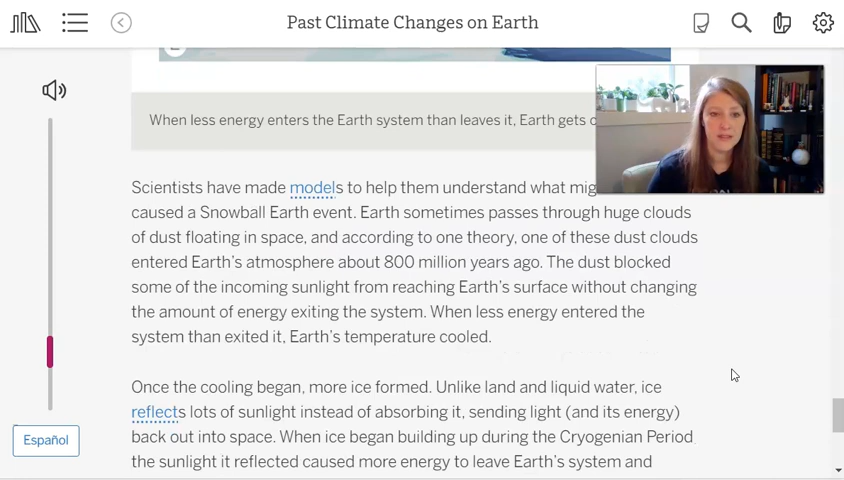 Past Climate Changes on Earth
When less energy enters the Earth system than leaves it, Earth gets
Scientists have made models to help them understand what
caused a Snowball Earth event. Earth sometimes passes through huge clouds
of dust floating in space, and according to one theory, one of these dust clouds
entered Earth's atmosphere about 800 million years ago. The dust blocked
some of the incoming sunlight from reaching Earth's surface without changing
the amount of energy exiting the system. When less energy entered the
system than exited it, Earth's temperature cooled.
Once the cooling began, more ice formed. Unlike land and liquid water, ice
reflects lots of sunlight instead of absorbing it, sending light (and its energy)
back out into space. When ice began building up during the Cryogenian Period
the sunlight it reflected caused more energy to leave Earth's system and
Español